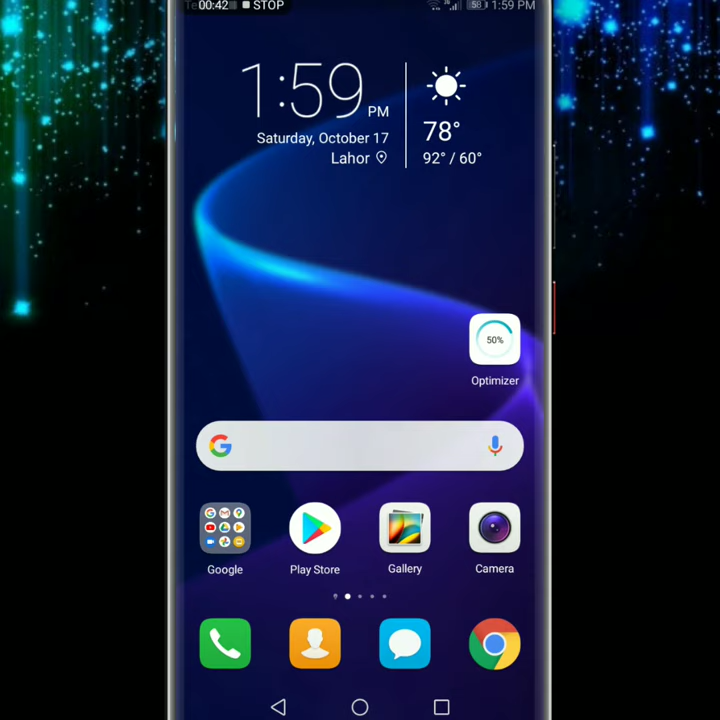 00:42 STOP 58 1:59 PM
1:59 PM
Saturday, October 17
Lahor
78°
92° / 60°
50%
Optimizer
Google
Play Store
Gallery
Camera